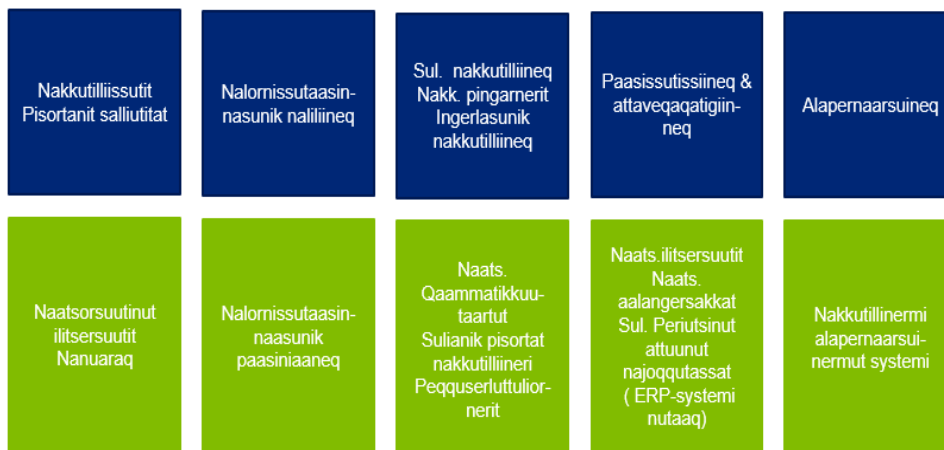 Nakkutilliissutit
Pisortanit salliutitat
Nalornissutaasin-
nasunik naliliineq
Sul.  nakkutilliineq
Nakk. pingarnerit
Ingerlasunik
nakkutilliineq
Paasissutissiineq &
attaveqaqatigiin-
neq
Alapernaarsuineq
Naatsorsuutinut
ilitsersuutit
Nanuaraq
Nalornissutaasin-
naasunik
paasiniaaneq
Naats.
Qaammatikkuu-
taartut
Sulianik pisortat
nakkutilliineri
Peqquserluttulior-
nerit
Naats.ilitsersuutit
Naats.
aalangersakkat
Sul. Periutsinut
attuunut
najoqqutassat
( ERP-systemi
nutaaq)
Nakkutillinermi
alapernaarsui-
nermut systemi